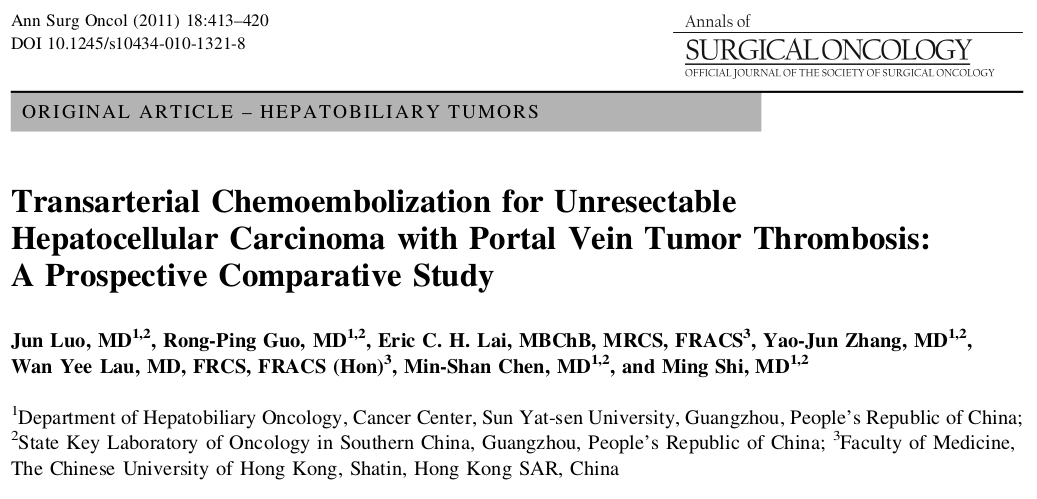 Ann Surg Oncol (2011) 18:413–420
DOI 10.1245/s10434-010-1321-8
Annals of
SURGICAL ONCOLOGY
OFFICIAL JOURNAL OF THE SOCIETY OF SURGICAL ONCOLOGY
ORIGINAL ARTICLE – HEPATOBILIARY TUMORS
Transarterial Chemoembolization for Unresectable
Hepatocellular Carcinoma with Portal Vein Tumor Thrombosis:
A Prospective Comparative Study
Jun Luo, MD1,2, Rong-Ping Guo, MD1,2, Eric C. H. Lai, MBChB, MRCS, FRACS3, Yao-Jun Zhang, MD1,2,
Wan Yee Lau, MD, FRCS, FRACS (Hon)3, Min-Shan Chen, MD1,2, and Ming Shi, MD1,2
1Department of Hepatobiliary Oncology, Cancer Center, Sun Yat-sen University, Guangzhou, People's Republic of China;
2State Key Laboratory of Oncology in Southern China, Guangzhou, People's Republic of China; 3Faculty of Medicine,
The Chinese University of Hong Kong, Shatin, Hong Kong SAR, China